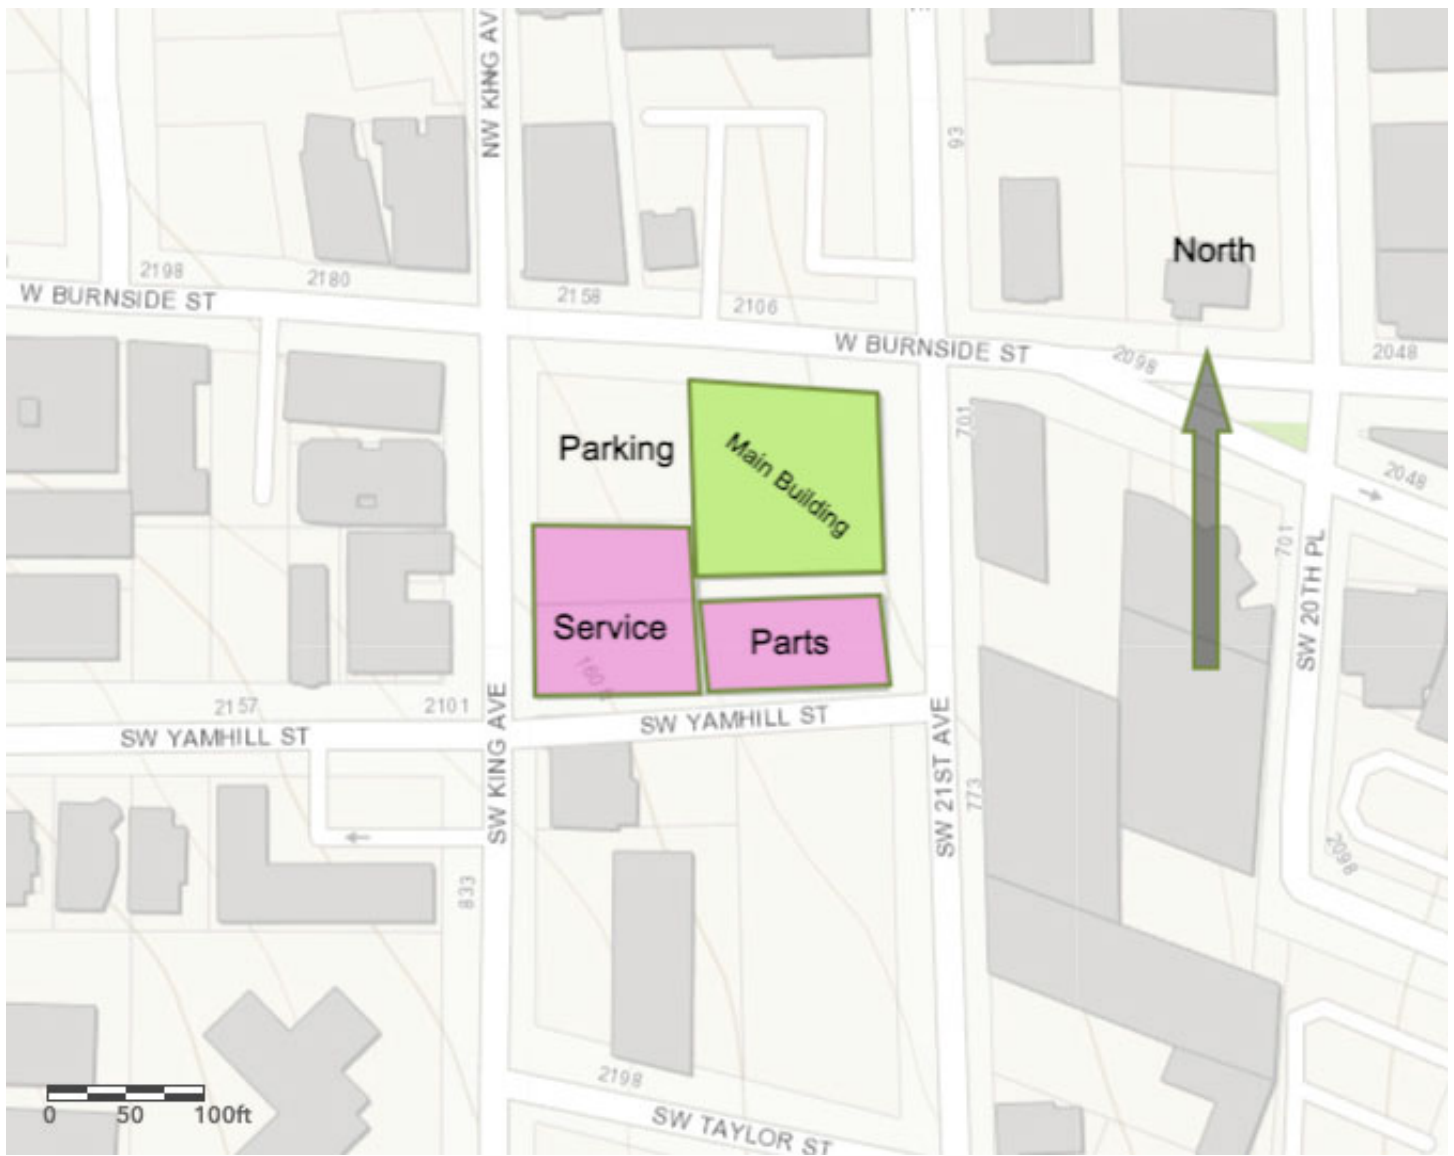 NW KING AV
93
North
2198
2180
W BURNSIDE ST
2158
2106
W BURNSIDE ST
2098
2048
Parking
Main Building
701
2048
701
SW 20TH PL
Service
Parts
160
2157
2101
SW YAMHILL ST
SW YAMHILL ST
SW KING AVE
SW 21ST AVE
773
2098
833
2198
SW TAYLOR ST
0 50 100ft